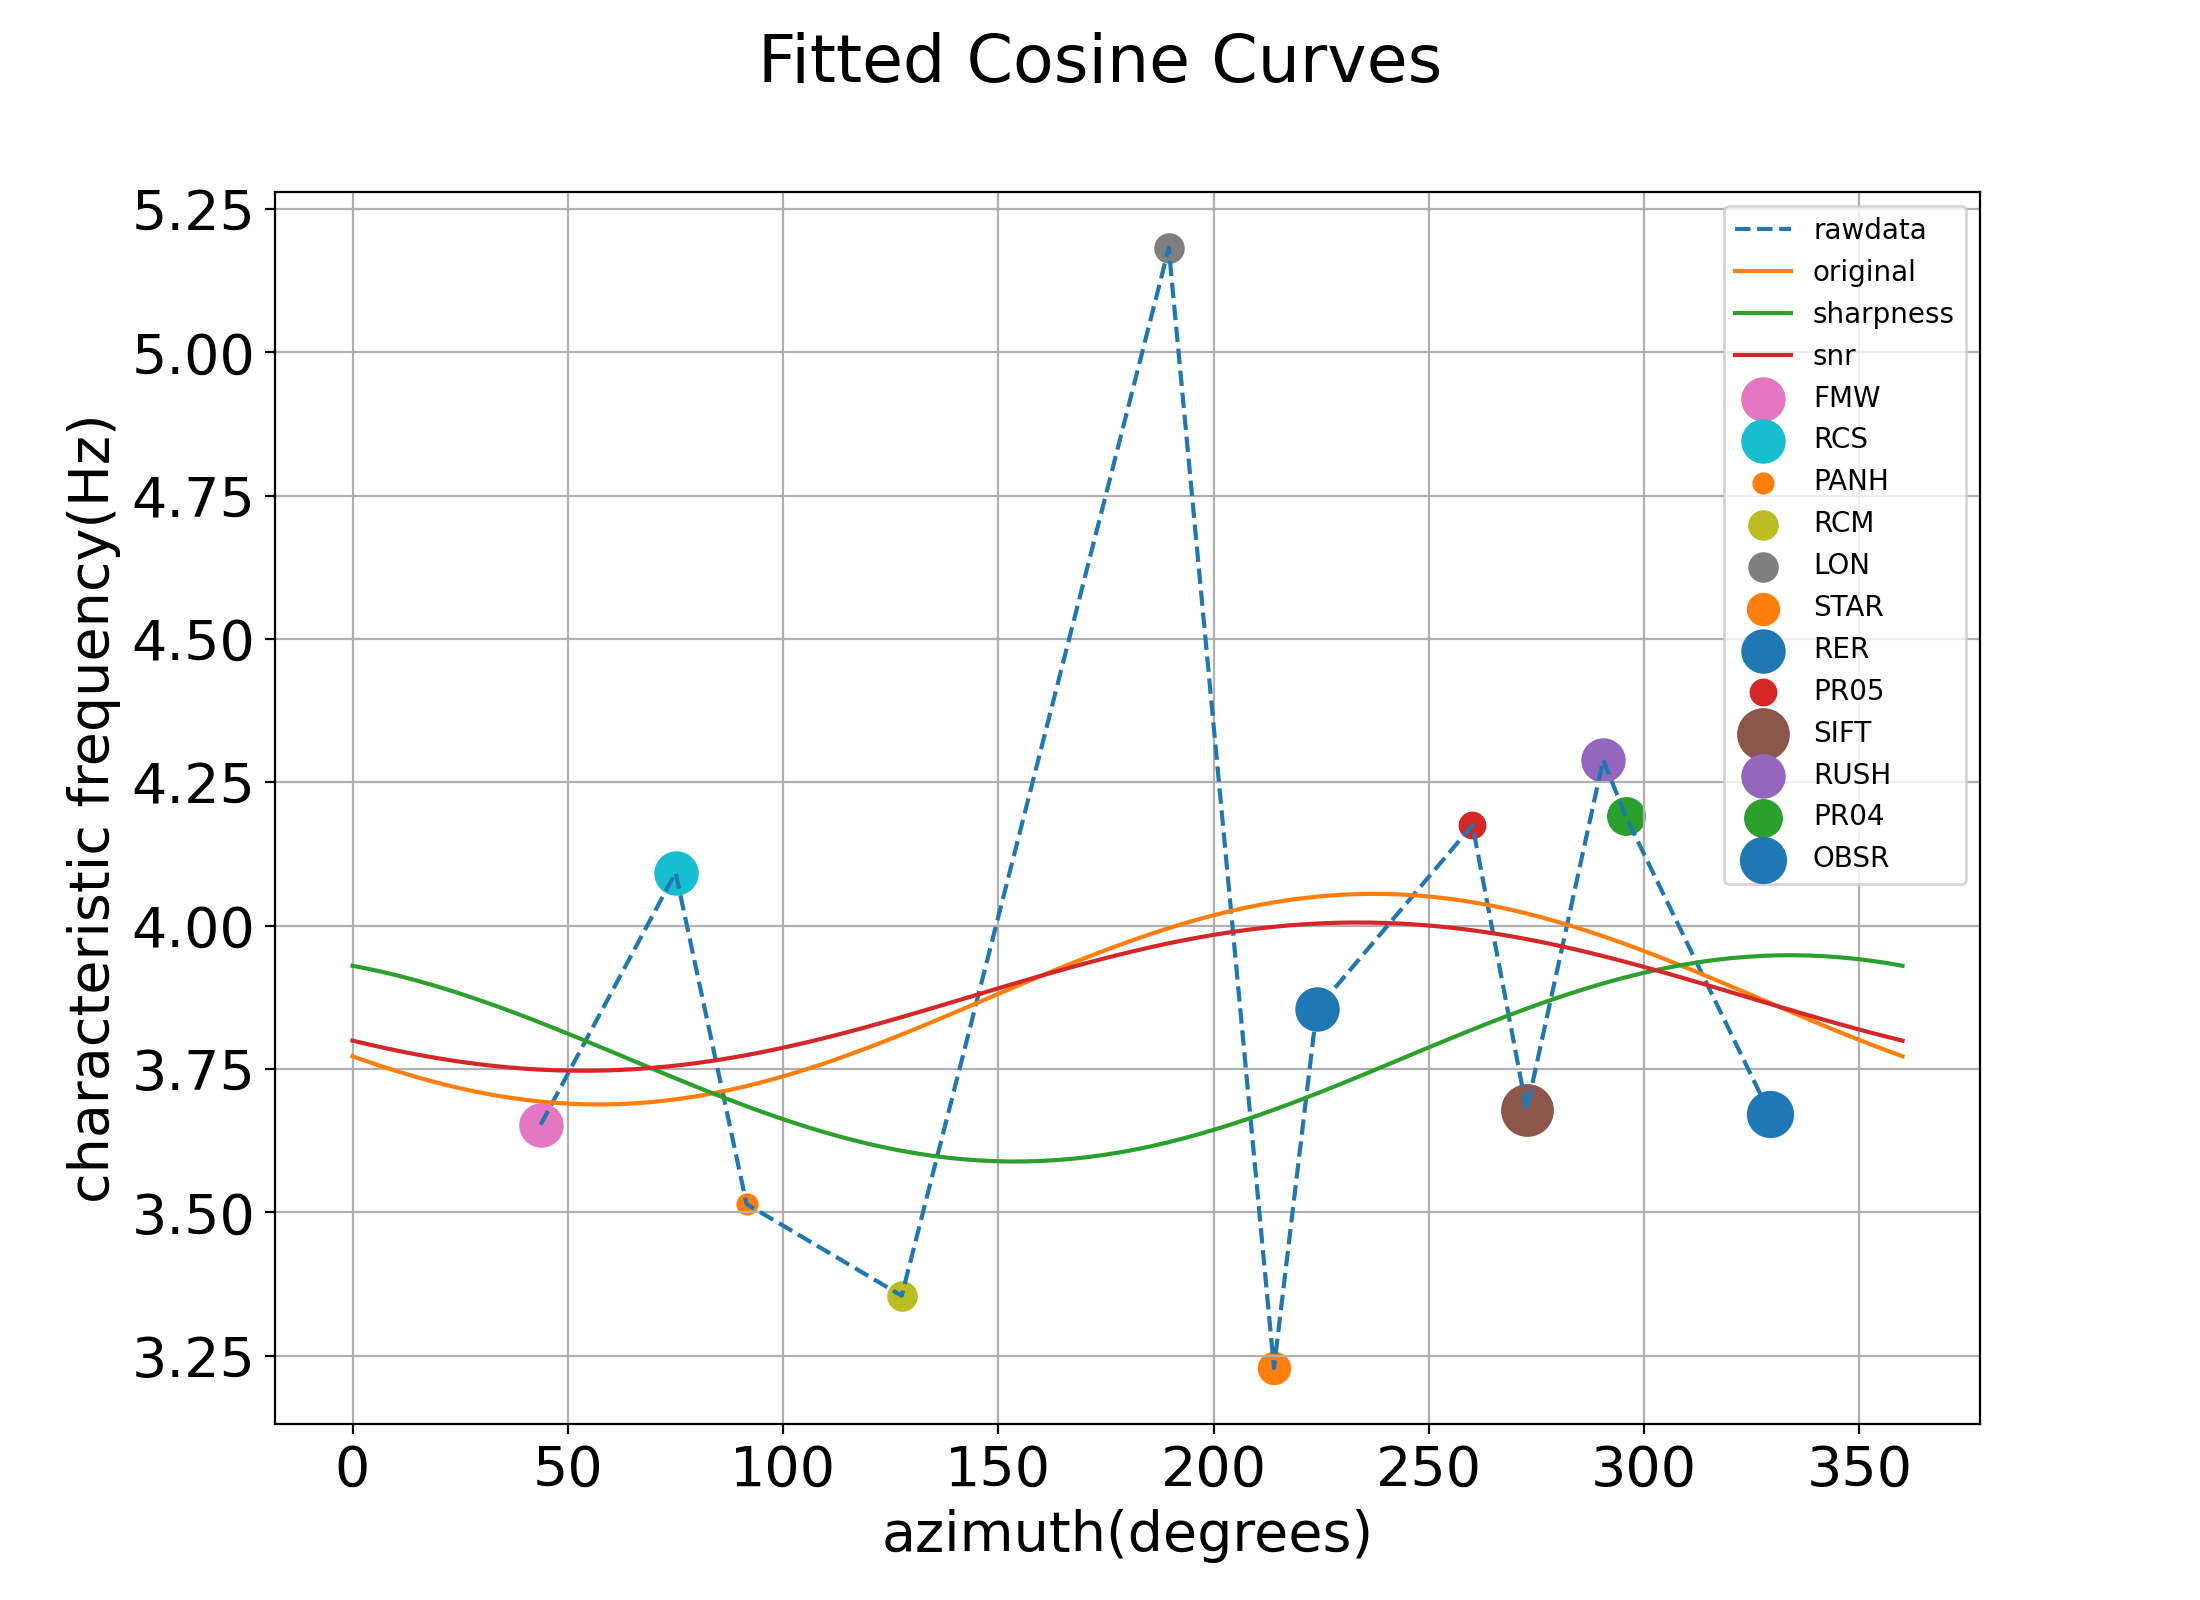 Fitted Cosine Curves
5.25
5.00
4.75
4.50
4.25
4.00
3.75
3.50
3.25
characteristic frequency(Hz)
rawdata
original
sharpness
snr
FMW
RCS
PANH
RCM
LON
STAR
RER
PR05
SIFT
RUSH
PR04
OBSR
0 50 100 150 200 250 300 350
azimuth(degrees)